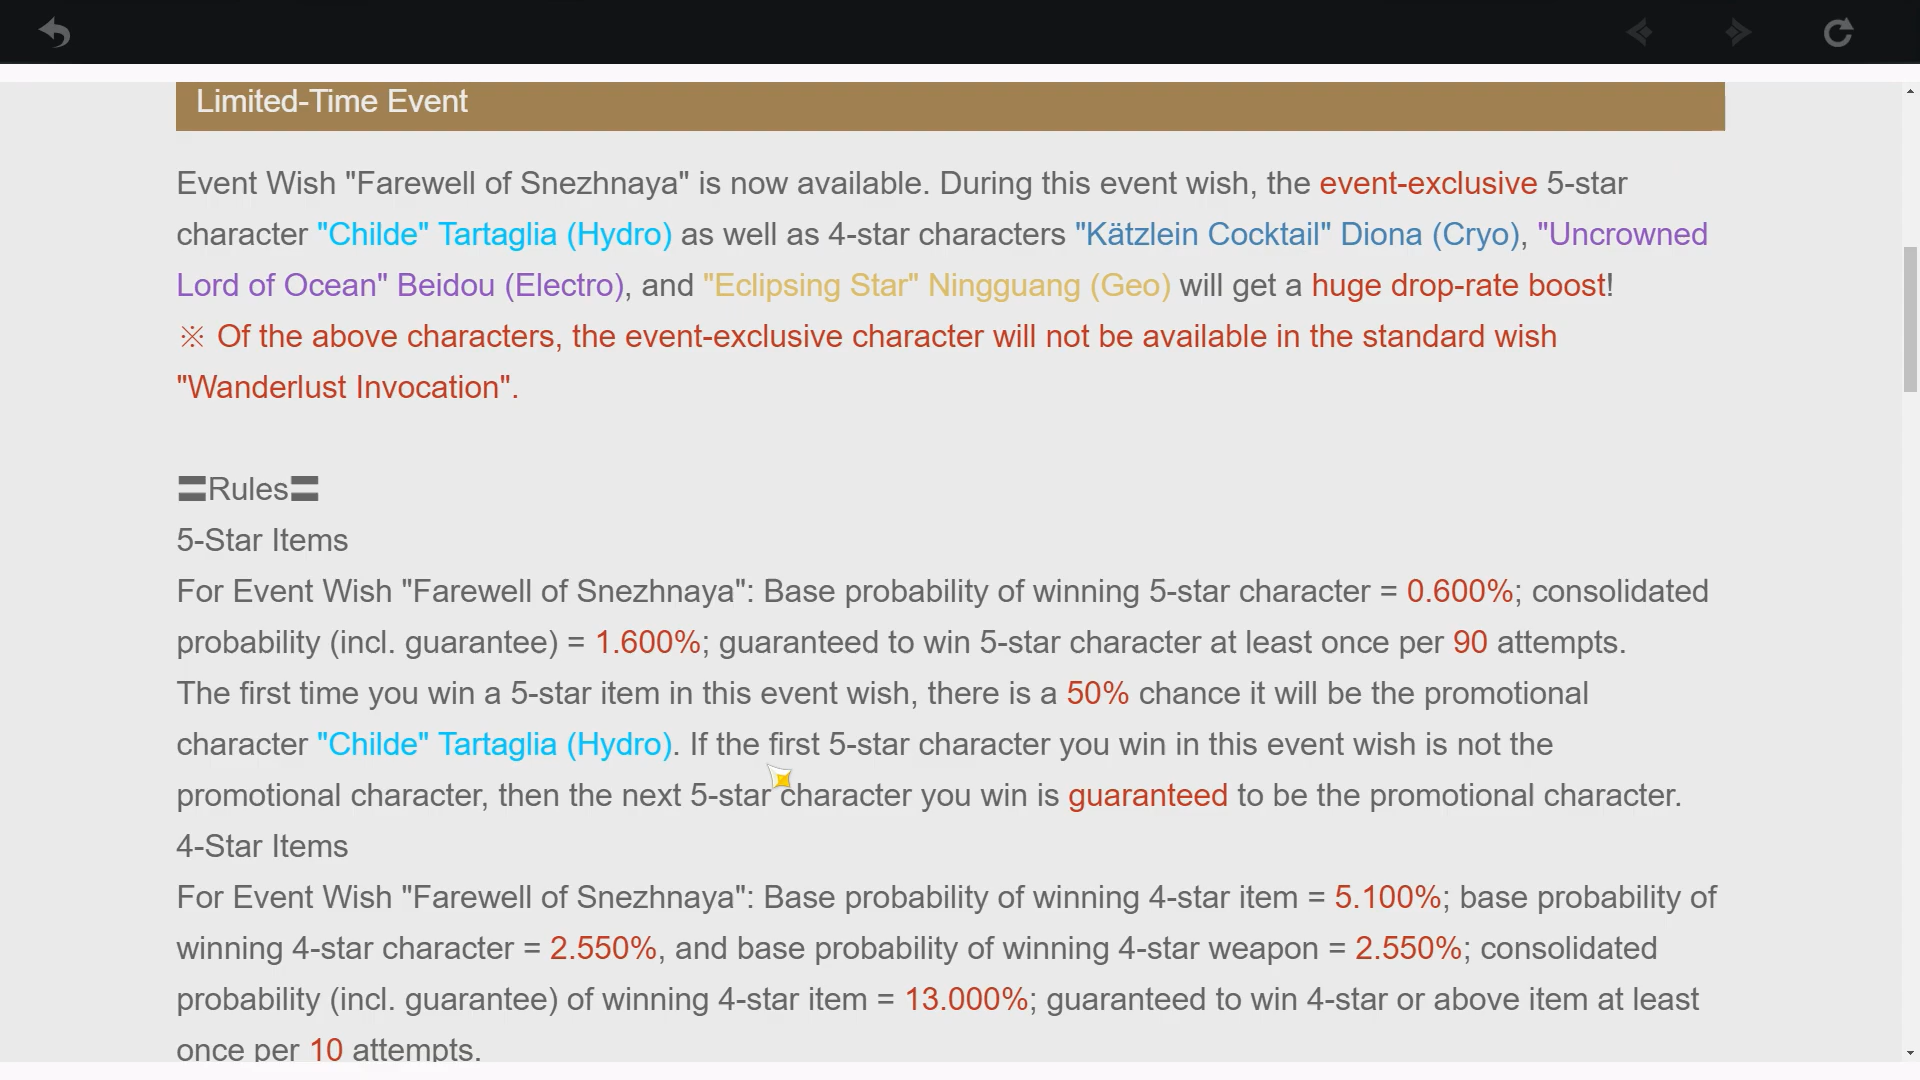 Limited-Time Event
Event Wish "Farewell of Snezhnaya" is now available. During this event wish, the event-exclusive 5-star
character "Childe" Tartaglia (Hydro) as well as 4-star characters "Kätzlein Cocktail" Diona (Cryo), "Uncrowned
Lord of Ocean" Beidou (Electro), and "Eclipsing Star" Ningguang (Geo) will get a huge drop-rate boost!
※ Of the above characters, the event-exclusive character will not be available in the standard wish
"Wanderlust Invocation".
〓Rules〓
5-Star Items
For Event Wish "Farewell of Snezhnaya": Base probability of winning 5-star character = 0.600%; consolidated
probability (incl. guarantee) = 1.600%; guaranteed to win 5-star character at least once per 90 attempts.
The first time you win a 5-star item in this event wish, there is a 50% chance it will be the promotional
character "Childe" Tartaglia (Hydro). If the first 5-star character you win in this event wish is not the
promotional character, then the next 5-star character you win is guaranteed to be the promotional character.
4-Star Items
For Event Wish "Farewell of Snezhnaya": Base probability of winning 4-star item = 5.100%; base probability of
winning 4-star character = 2.550%, and base probability of winning 4-star weapon = 2.550%; consolidated
probability (incl. guarantee) of winning 4-star item = 13.000%; guaranteed to win 4-star or above item at least
once per 10 attempts.